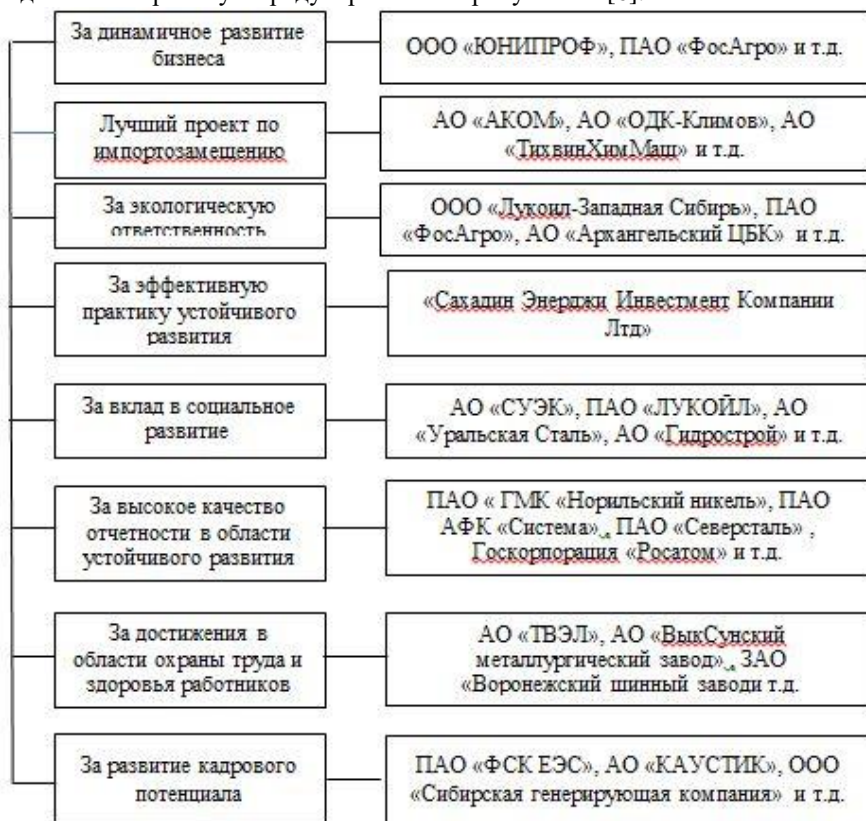 За динамичное развитие
бизнеса
ООО «ЮНИПРОФ», ПАО «ФосАгро» и т.д.
Лучший проект по
импортозамещению
АО «АКОМ», АО «ОДК-Климов», АО
«ТихвинХимМаш» и т.д.
За экологическую
ответственность
ООО «Лукоил-Западная Сибирь», ПАО
«ФосАгро», АО «Архангельский ЦБК» и т.д.
За эффективную
практику устойчивого
развития
«Сахадин Энерджи Инвестмент Компании
Лтд»
За вклад в социальное
развитие
АО «СУЭК», ПАО «ЛУКОЙЛ», АО
«Уральская Сталь», АО «Гидрострой» и т.д.
За высокое качество
отчетности в области
устойчивого развития
ПАО « ГМК «Норильский никель», ПАО
АФК «Система», ПАО «Северсталь» ,
Госкорпорация «Росатом» и т.д.
За достижения в
области охраны труда и
здоровья работников
АО «ТВЭЛ», АО «ВыкСунский
металлургический завод», ЗАО
«Воронежский шинный заводи т.д.
За развитие кадрового
потенциала
ПАО «ФСК ЕЭС», АО «КАУСТИК», ООО
«Сибирская генерирующая компания» и т.д.